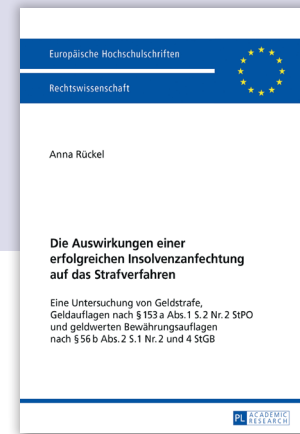 Europäische Hochschulschriften
Rechtswissenschaft
Anna Rückel
Die Auswirkungen einer
erfolgreichen Insolvenzanfechtung
auf das Strafverfahren
Eine Untersuchung von Geldstrafe,
Geldauflagen nach § 153 a Abs. 1 S. 2 Nr. 2 StPO
und geldwerten Bewährungsauflagen
nach § 56 b Abs. 2 S. 1 Nr. 2 und 4 StGB
PL ACADEMIC
RESEARCH